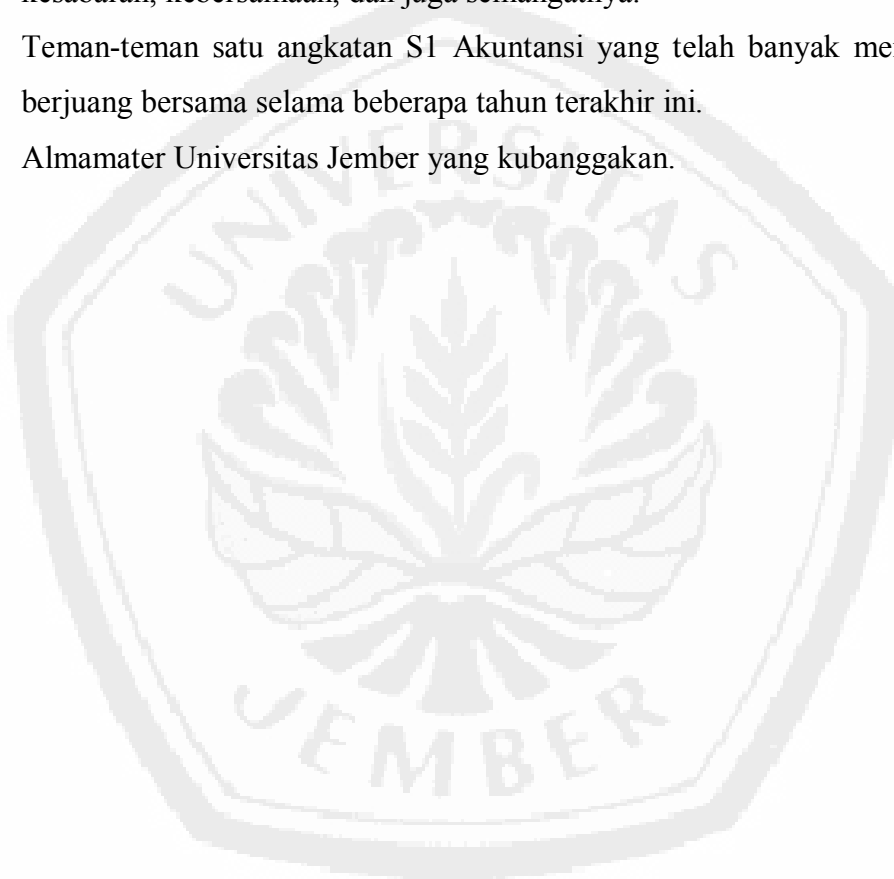 kesabaran, kebersamaan, dan juga semangatnya.
Teman-teman satu angkatan S1 Akuntansi yang telah banyak
berjuang bersama selama beberapa tahun terakhir ini.
Almamater Universitas Jember yang kubanggakan.
UNIVERSITAS
JEMBER